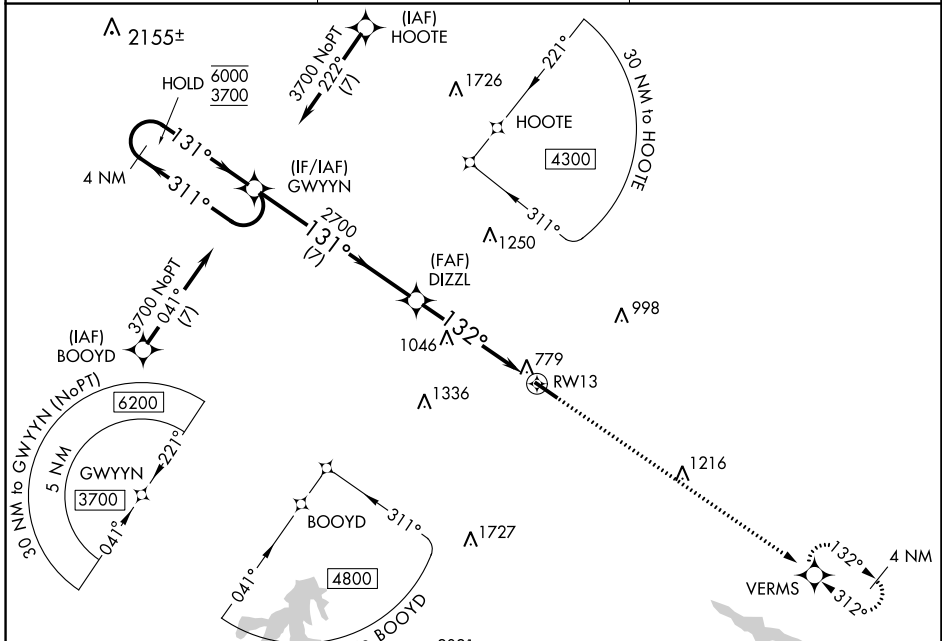 2155±
(IAF)
HOOTE
3700 NoPT
222°
(7)
HOLD
6000
3700
1726
221°
30 NM to HOOTE
HOOTE
4300
311°
131°
4 NM
311°
(IF/IAF)
GWYYN
2700
131°
(7)
1250
(FAF)
DIZZL
998
3700 NoPT
041°
(7)
(IAF)
BOOYD
132°
1046
779
RW13
1336
30 NM to GWYYN (NoPT)
6200
5 NM
221°
GWYYN
3700
041°
1216
BOOYD
311°
1727
041°
4800
BOOYD
132°
4 NM
VERMS
312°